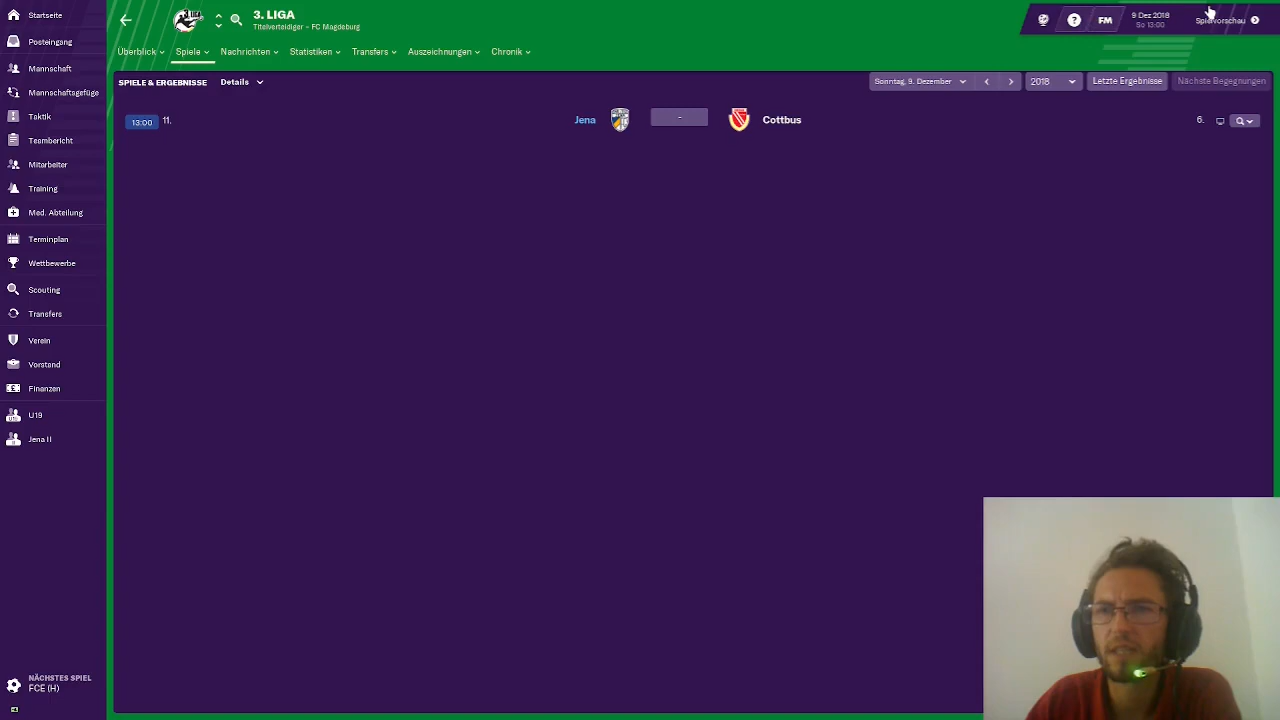 Startseite
Posteingang
Mannschaft
Mannschaftsgefüge
Taktik
Teambericht
Mitarbeiter
Training
Med. Abteilung
Terminplan
Wettbewerbe
Scouting
Transfers
Verein
Vorstand
Finanzen
U19
Jena II
NÄCHSTES SPIEL
FCE (H)
3. LIGA
Titelverteidiger – FC Magdeburg
FM
9 Dez 2018
So 13:00
Spielvorschau
Überblick Spiele Nachrichten Statistiken Transfers Auszeichnungen Chronik
SPIELE & ERGEBNISSE Details Sonntag, 9. Dezember 2018 Letzte Ergebnisse Nächste Begegnungen
13:00 11. Jena - Cottbus 6.